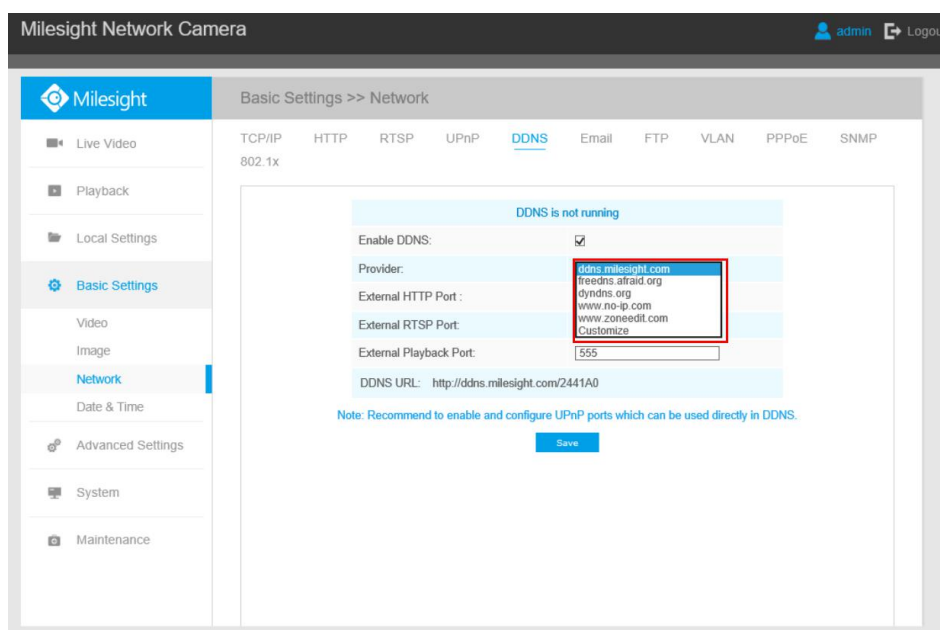 Milesight Network Camera
admin
Logou
Milesight
Basic Settings >> Network
Live Video
Playback
Local Settings
Basic Settings
Video
Image
Network
Date & Time
Advanced Settings
System
Maintenance
TCP/IP HTTP RTSP UPnP DDNS Email FTP VLAN PPPoE SNMP
802.1x
DDNS is not running
Enable DDNS:
Provider:
ddns.milesight.com
freedns.afraid.org
dyndns.org
www.no-ip.com
www.zoneedit.com
Customize
External HTTP Port :
External RTSP Port:
External Playback Port: 555
DDNS URL: http://ddns.milesight.com/2441A0
Note: Recommend to enable and configure UPnP ports which can be used directly in DDNS.
Save